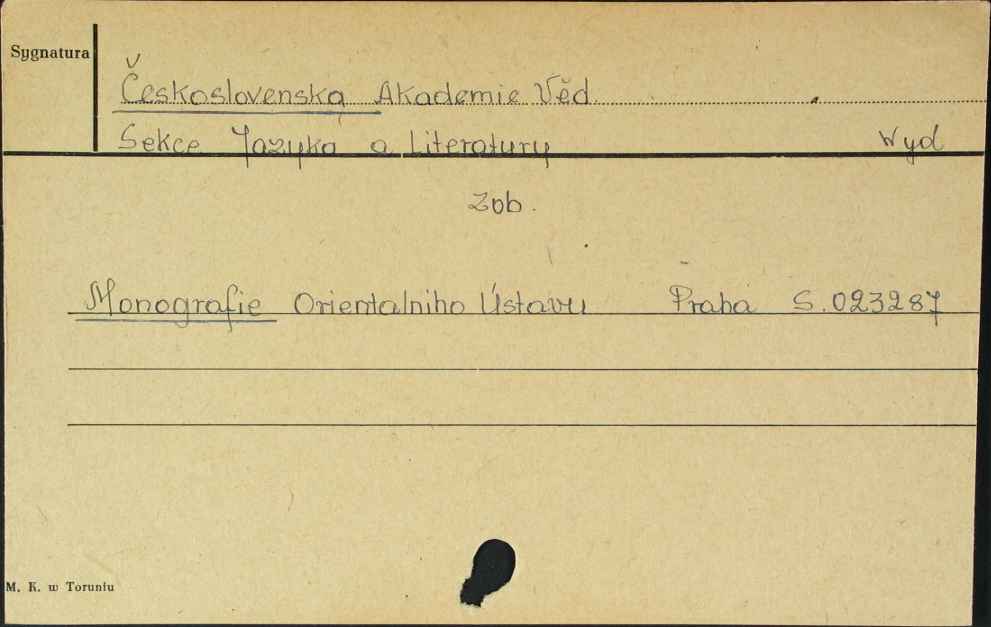 Sygnatura
Československa Akademie Věd.
Sekce Jazyka a Literatury Wyd
Zob.
Monografie Orientalniho Ústavu Praha S.023287
M. K. w Toruniu